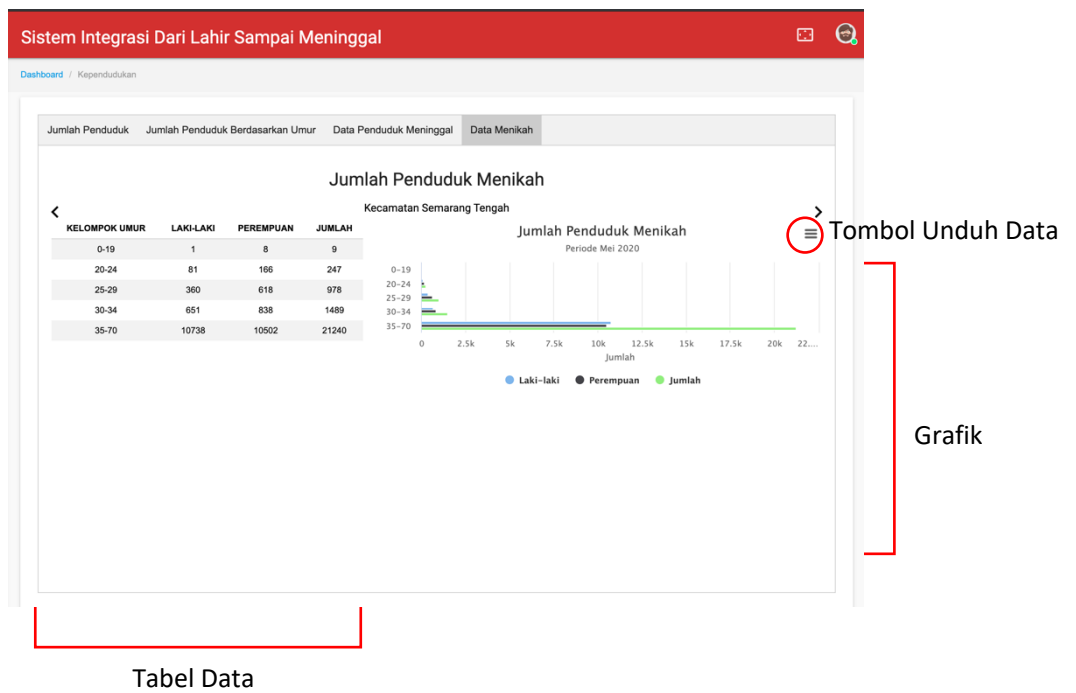 Sistem Integrasi Dari Lahir Sampai Meninggal
Dashboard / Kependudukan
Jumlah Penduduk Jumlah Penduduk Berdasarkan Umur Data Penduduk Meninggal Data Menikah
Jumlah Penduduk Menikah
Kecamatan Semarang Tengah
KELOMPOK UMUR LAKI-LAKI PEREMPUAN JUMLAH
0-19 1 8 9
20-24 81 166 247
25-29 360 618 978
30-34 651 838 1489
35-70 10738 10502 21240
Jumlah Penduduk Menikah
Periode Mei 2020
0-19
20-24
25-29
30-34
35-70
0 2.5k 5k 7.5k 10k 12.5k 15k 17.5k 20k 22....
Jumlah
Laki-laki Perempuan Jumlah
Tombol Unduh Data
Grafik
Tabel Data